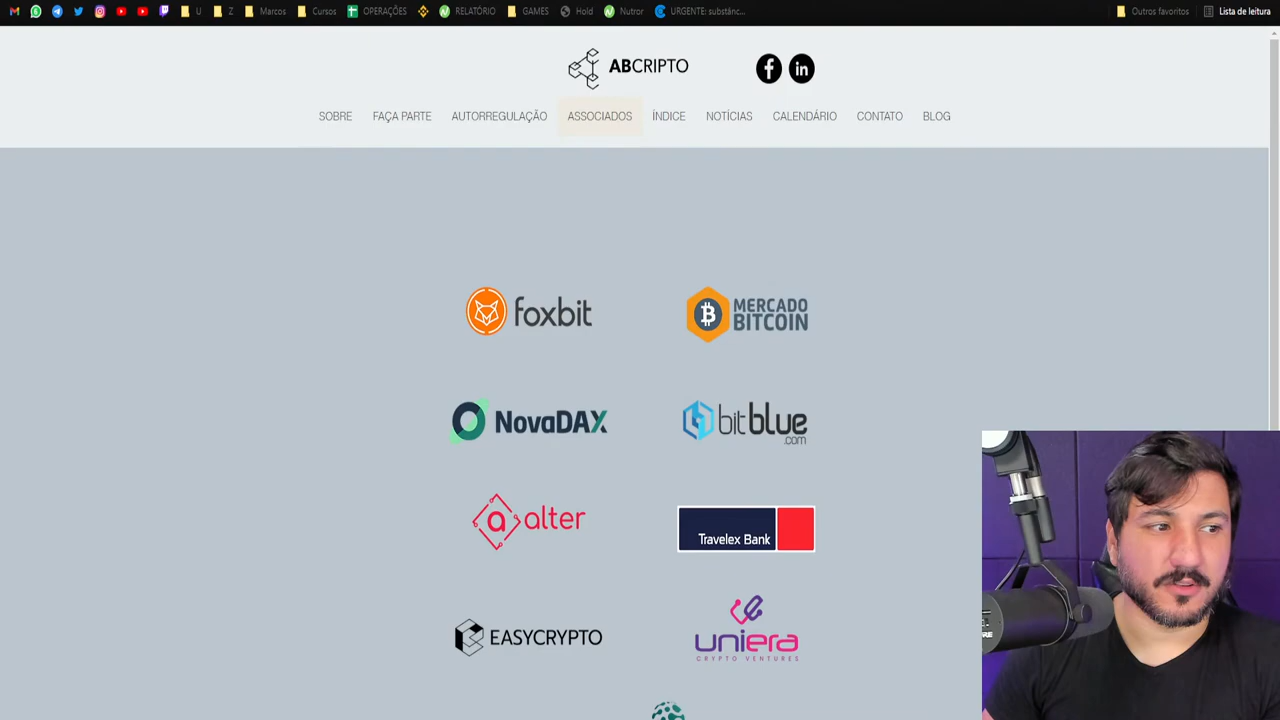 U
Z
Marcos
Cursos
OPERAÇÕES
RELATÓRIO
GAMES
Hold
Nutror
URGENTE: substânc...
Outros favoritos
Lista de leitura
ABCRIPTO
SOBRE
FAÇA PARTE
AUTORREGULAÇÃO
ASSOCIADOS
ÍNDICE
NOTÍCIAS
CALENDÁRIO
CONTATO
BLOG
foxbit
MERCADO
BITCOIN
NovaDAX
bitblue
.com
alter
Travelex Bank
EASYCRYPTO
uniera
CRYPTO VENTURES